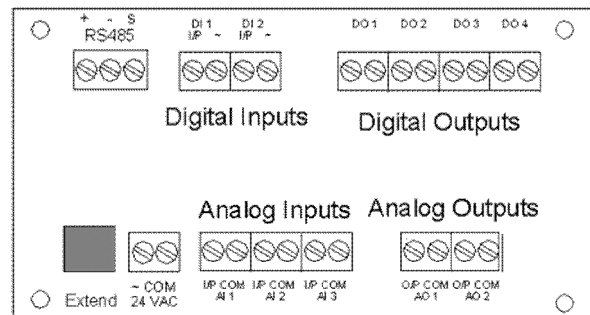 + - S
RS485
DI 1 DI 2
I/P ~ I/P ~
DO 1 DO 2 DO 3 DO 4
Digital Inputs
Digital Outputs
Analog Inputs
Analog Outputs
Extend
~ COM
24 VAC
I/P COM I/P COM I/P COM
AI 1 AI 2 AI 3
O/P COM O/P COM
AO 1 AO 2